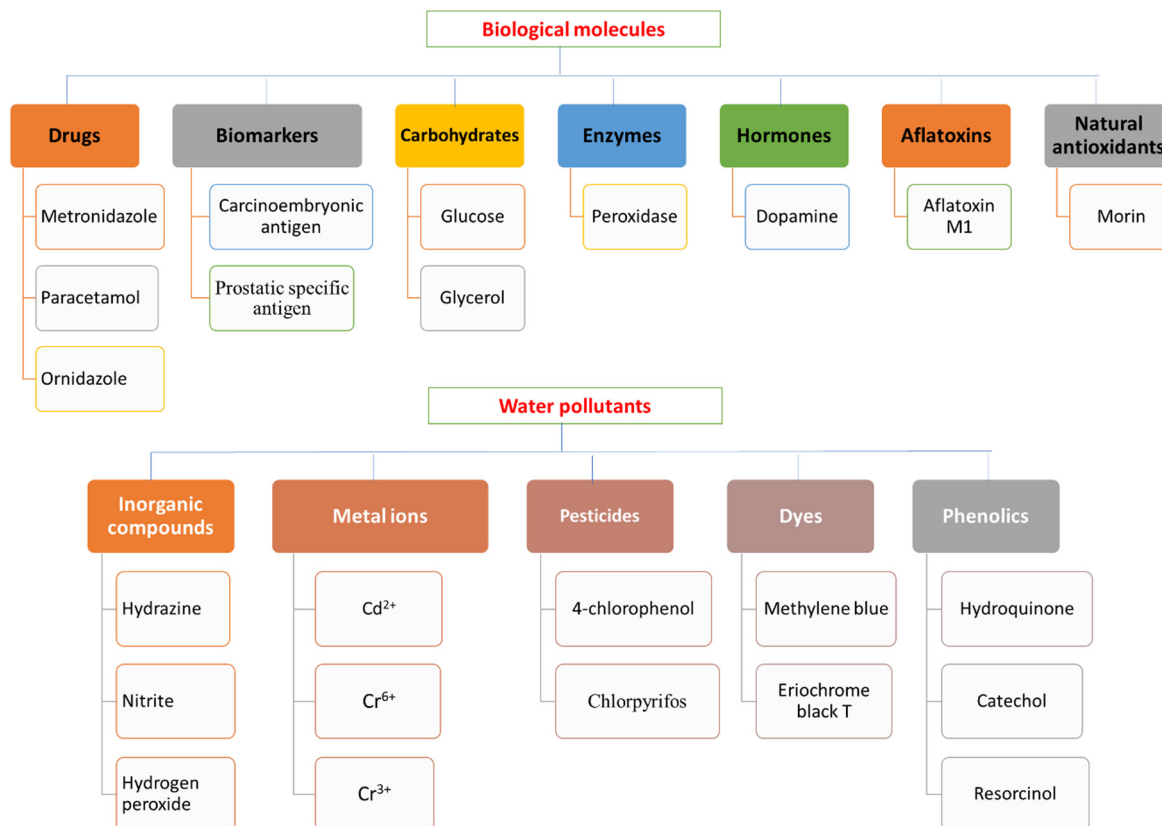 Biological molecules
Drugs
Biomarkers
Carbohydrates
Enzymes
Hormones
Aflatoxins
Natural
antioxidants
Metronidazole
Carcinoembryonic
antigen
Glucose
Peroxidase
Dopamine
Aflatoxin
M1
Morin
Paracetamol
Prostatic specific
antigen
Glycerol
Ornidazole
Water pollutants
Inorganic
compounds
Metal ions
Pesticides
Dyes
Phenolics
Hydrazine
Cd²⁺
4-chlorophenol
Methylene blue
Hydroquinone
Nitrite
Cr⁶⁺
Chlorpyrifos
Eriochrome
black T
Catechol
Hydrogen
peroxide
Cr³⁺
Resorcinol